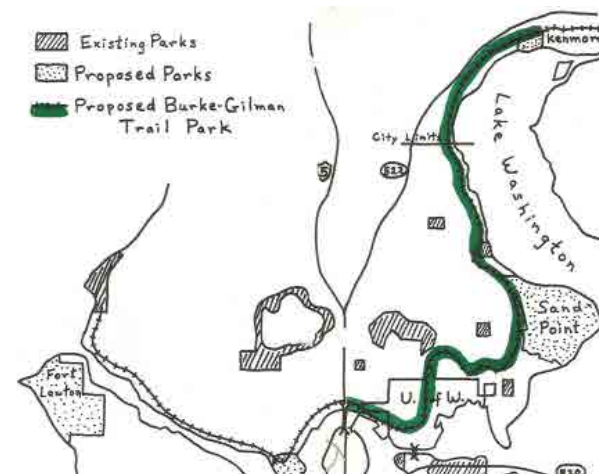 Existing Parks
Proposed Parks
Proposed Burke-Gilman
Trail Park
Kenmore
Lake Washington
City Limits
5
522
Sand
Point
Fort
Lawton
U. of W.
520